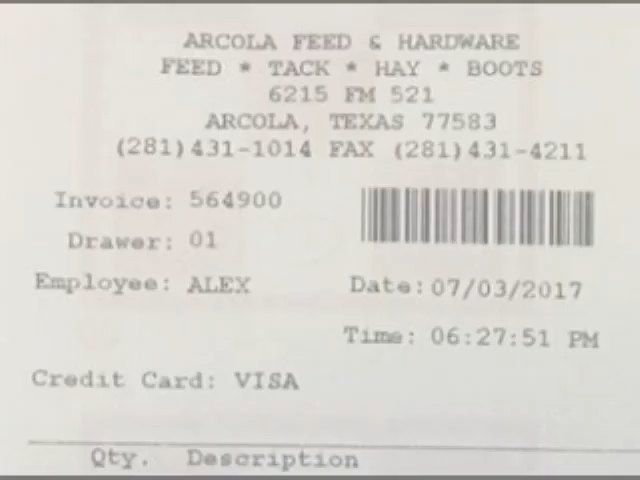 ARCOLA FEED & HARDWARE
FEED * TACK * HAY * BOOTS
6215 FM 521
ARCOLA, TEXAS 77583
(281)431-1014 FAX (281)431-4211
Invoice: 564900
Drawer: 01
Employee: ALEX Date: 07/03/2017
Time: 06:27:51 PM
Credit Card: VISA
Qty. Description